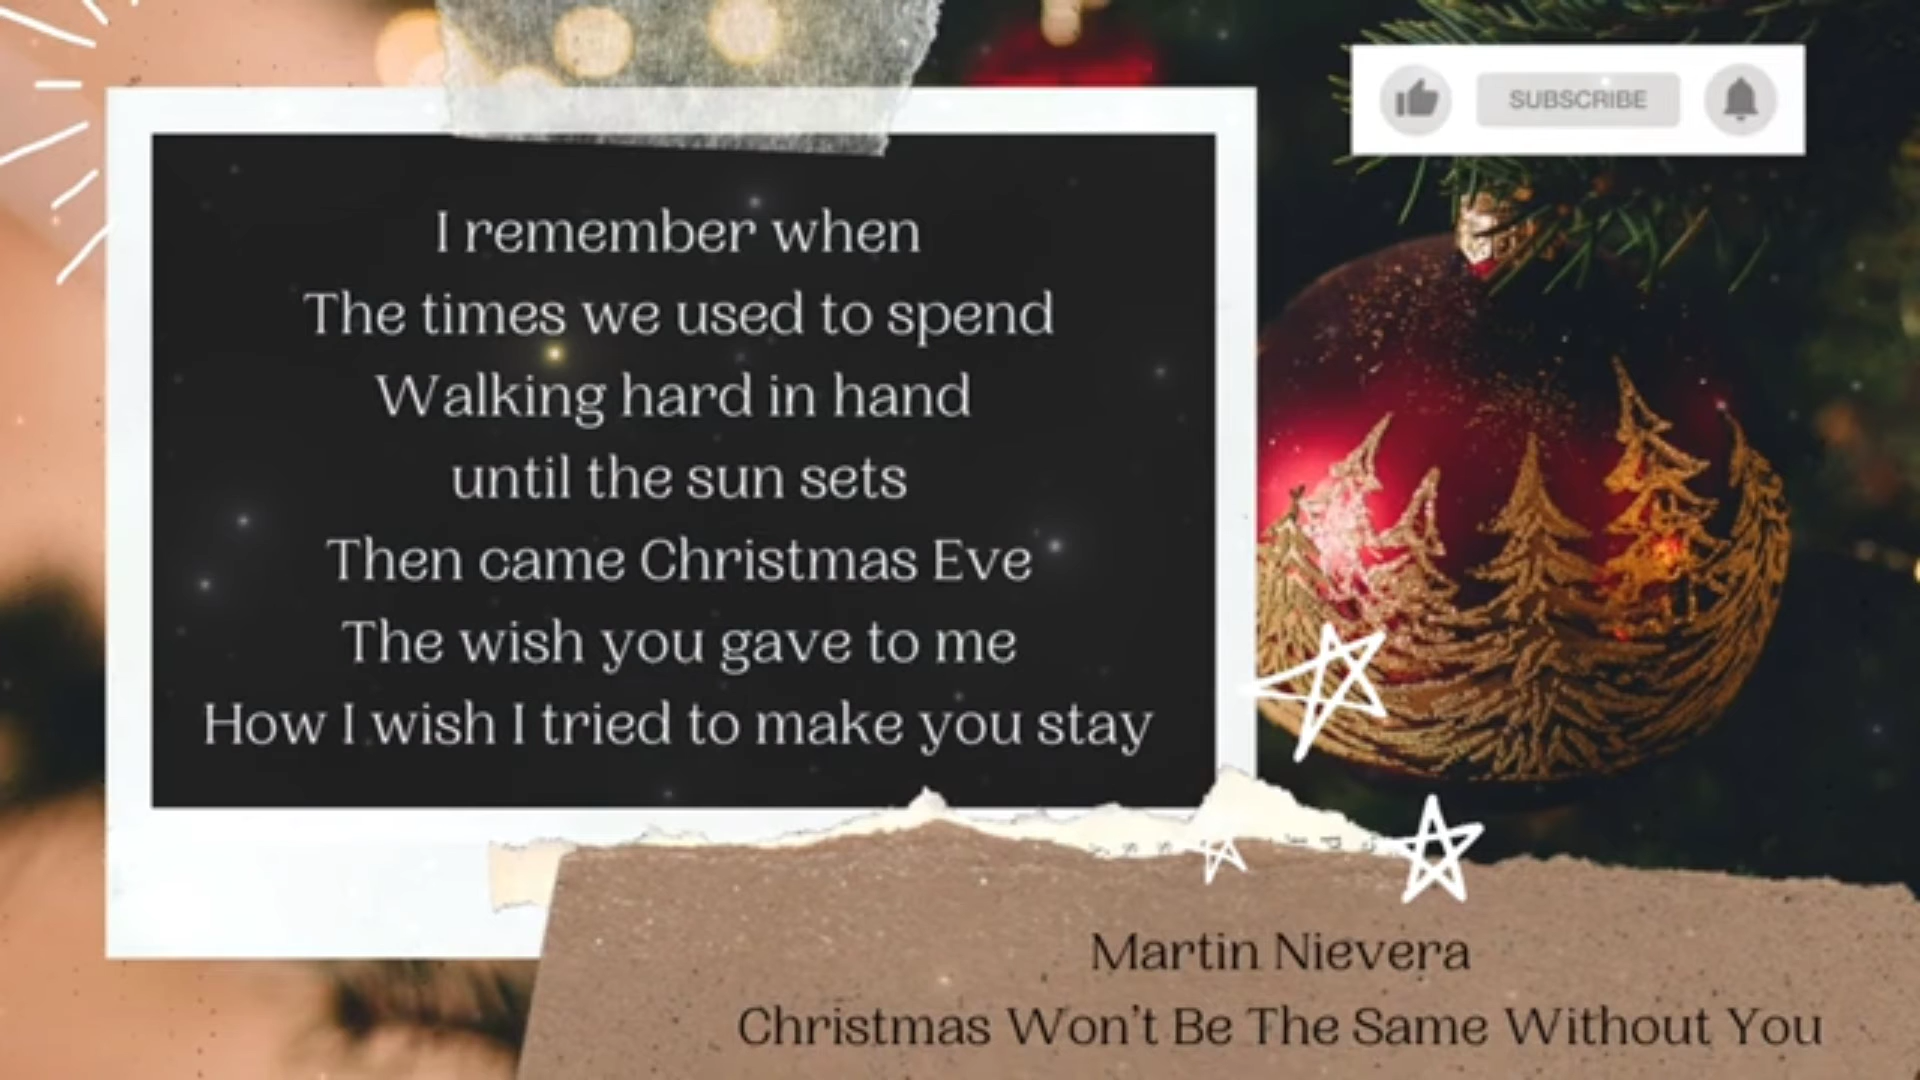 SUBSCRIBE
I remember when
The times we used to spend
Walking hard in hand
until the sun sets
Then came Christmas Eve
The wish you gave to me
How I wish I tried to make you stay
Martin Nievera
Christmas Won't Be The Same Without You